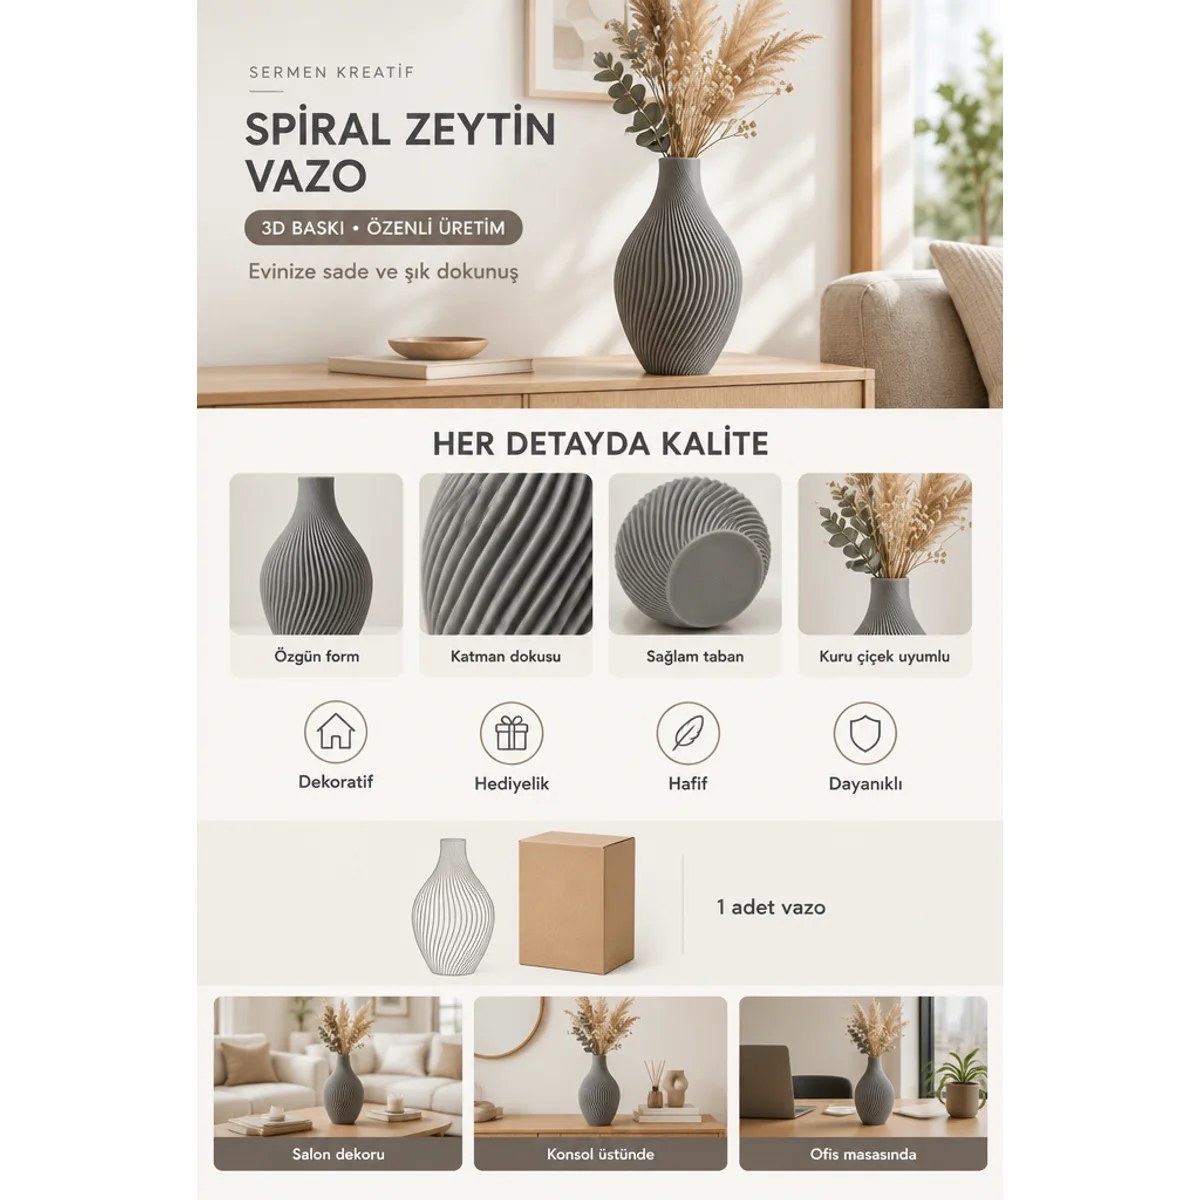 SERMEN KREATİF
SPİRAL ZEYTİN
VAZO
3D BASKI • ÖZENLİ ÜRETİM
Evinize sade ve şık dokunuş
HER DETAYDA KALİTE
Özgün form
Katman dokusu
Sağlam taban
Kuru çiçek uyumlu
Dekoratif
Hediyelik
Hafif
Dayanıklı
1 adet vazo
Salon dekoru
Konsol üstünde
Ofis masasında